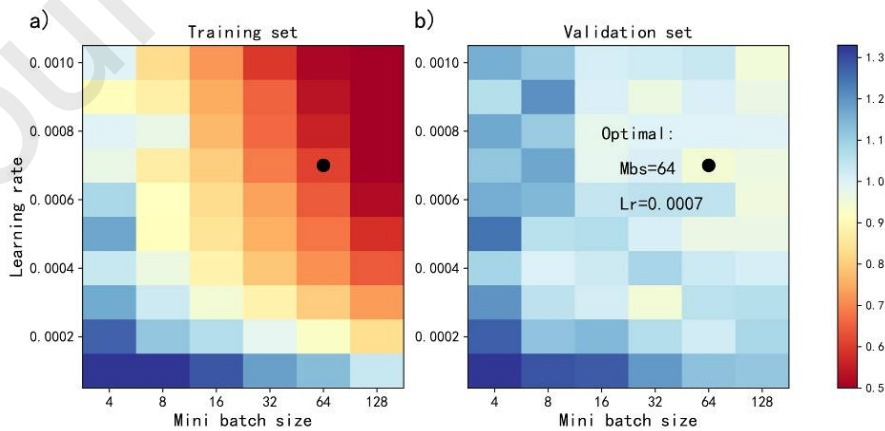 a)
Training set
0.0010
0.0008
0.0006
0.0004
0.0002
Learning rate
4 8 16 32 64 128
Mini batch size
b)
Validation set
0.0010
0.0008
0.0006
0.0004
0.0002
Optimal:
Mbs=64
Lr=0.0007
4 8 16 32 64 128
Mini batch size
1.3
1.2
1.1
1.0
0.9
0.8
0.7
0.6
0.5